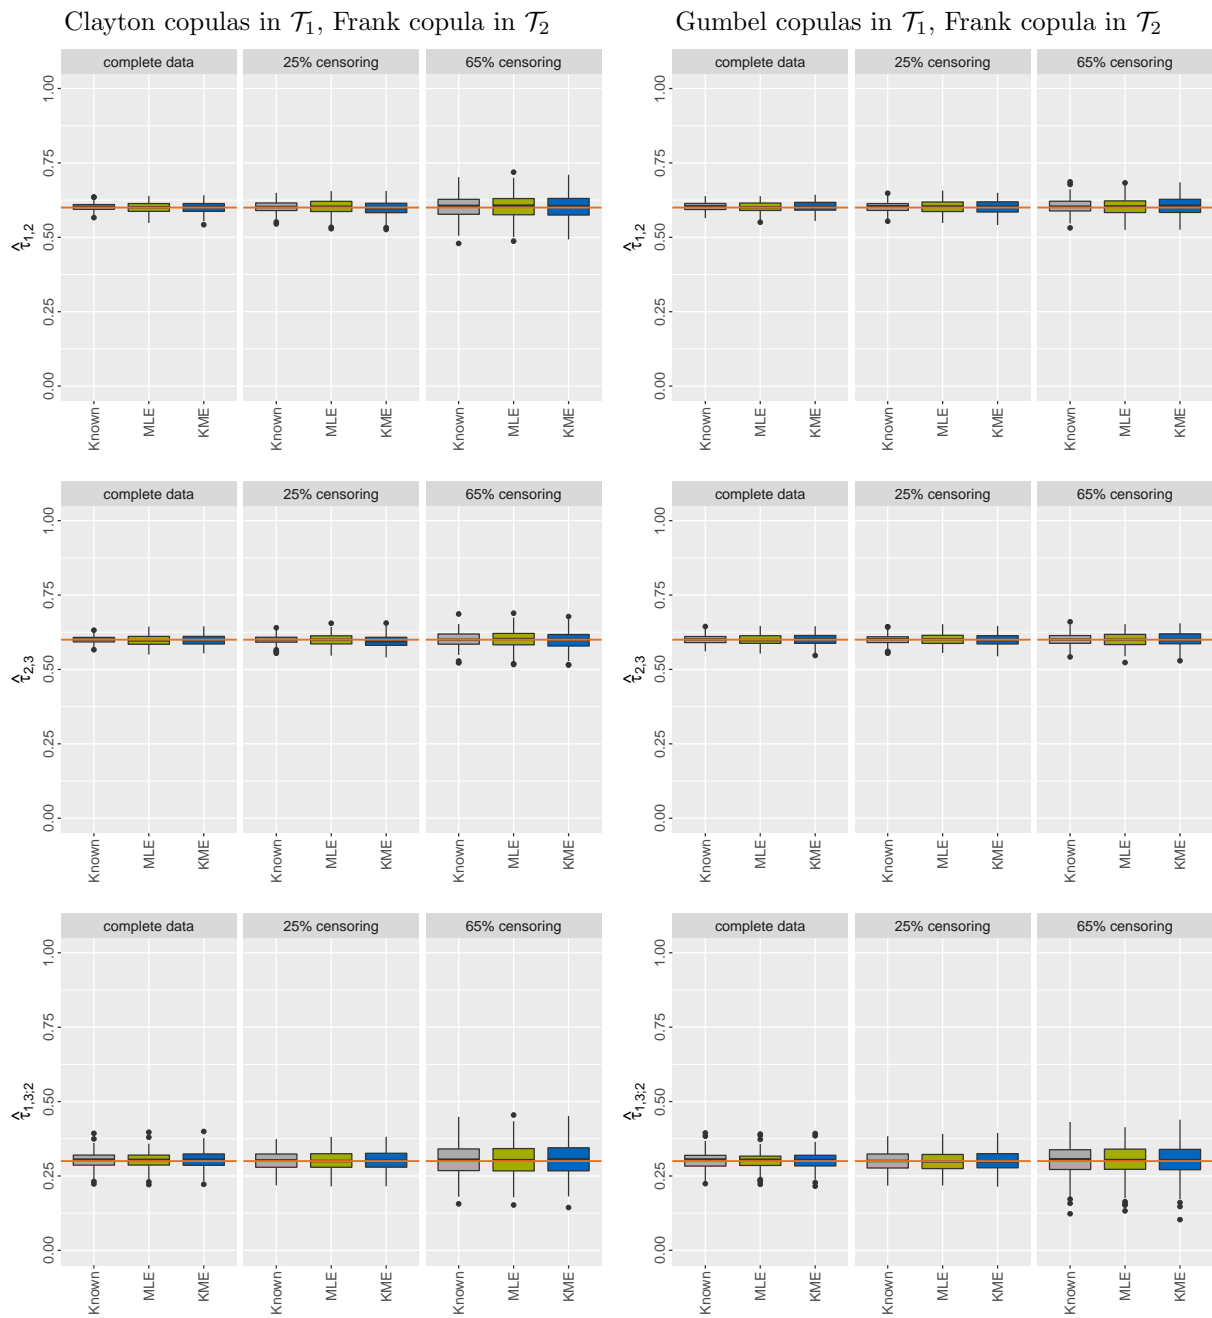 Clayton copulas in 𝒯₁, Frank copula in 𝒯₂
Gumbel copulas in 𝒯₁, Frank copula in 𝒯₂
complete data 25% censoring 65% censoring
τ̂1,2
1.00
0.75
0.50
0.25
0.00
Known MLE KME Known MLE KME Known MLE KME
complete data 25% censoring 65% censoring
τ̂1,2
1.00
0.75
0.50
0.25
0.00
Known MLE KME Known MLE KME Known MLE KME
complete data 25% censoring 65% censoring
τ̂2,3
1.00
0.75
0.50
0.25
0.00
Known MLE KME Known MLE KME Known MLE KME
complete data 25% censoring 65% censoring
τ̂2,3
1.00
0.75
0.50
0.25
0.00
Known MLE KME Known MLE KME Known MLE KME
complete data 25% censoring 65% censoring
τ̂1,3;2
1.00
0.75
0.50
0.25
0.00
Known MLE KME Known MLE KME Known MLE KME
complete data 25% censoring 65% censoring
τ̂1,3;2
1.00
0.75
0.50
0.25
0.00
Known MLE KME Known MLE KME Known MLE KME